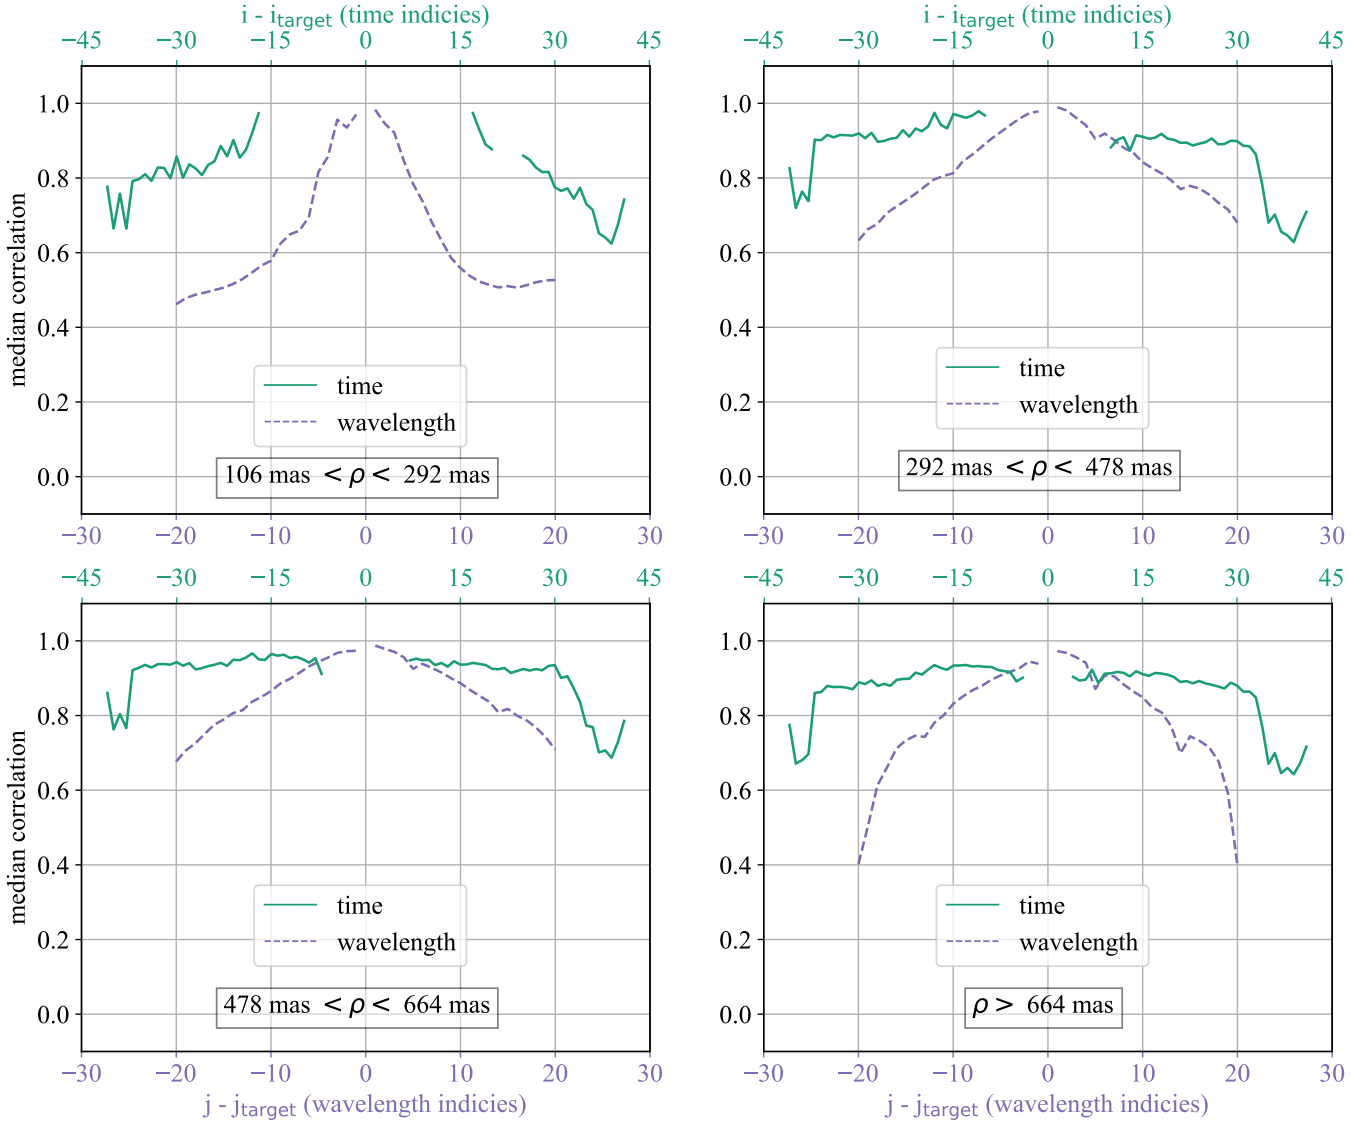 i - i_target (time indicies)
i - i_target (time indicies)
−45 −30 −15 0 15 30 45
−45 −30 −15 0 15 30 45
1.0
0.8
0.6
0.4
0.2
0.0
median correlation
time
wavelength
106 mas < ρ < 292 mas
−30 −20 −10 0 10 20 30
1.0
0.8
0.6
0.4
0.2
0.0
time
wavelength
292 mas < ρ < 478 mas
−30 −20 −10 0 10 20 30
−45 −30 −15 0 15 30 45
−45 −30 −15 0 15 30 45
1.0
0.8
0.6
0.4
0.2
0.0
median correlation
time
wavelength
478 mas < ρ < 664 mas
−30 −20 −10 0 10 20 30
j - j_target (wavelength indicies)
1.0
0.8
0.6
0.4
0.2
0.0
time
wavelength
ρ > 664 mas
−30 −20 −10 0 10 20 30
j - j_target (wavelength indicies)